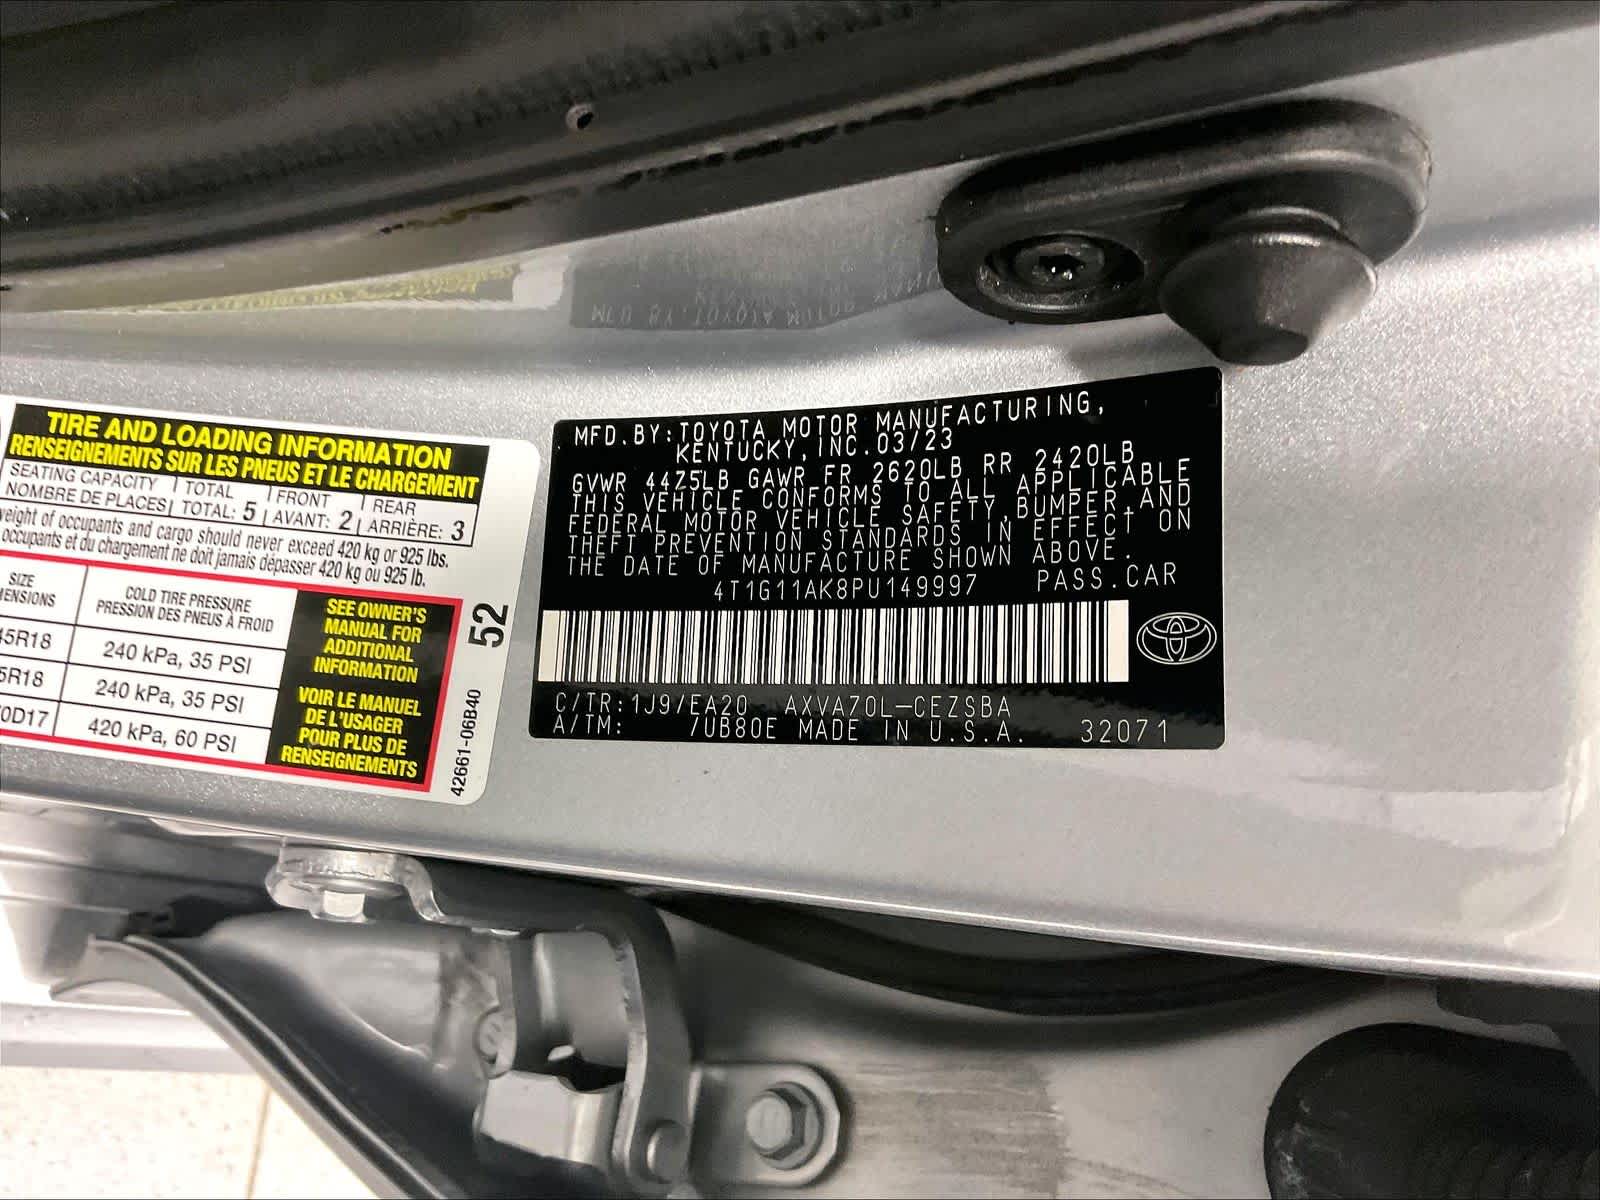 TIRE AND LOADING INFORMATION
RENSEIGNEMENTS SUR LES PNEUS ET LE CHARGEMENT
SEATING CAPACITY | TOTAL | FRONT | REAR
NOMBRE DE PLACES | TOTAL: 5 | AVANT: 2 | ARRIÈRE: 3
of occupants and cargo should never exceed 420 kg or 925 lbs.
occupants et du chargement ne doit jamais dépasser 420 kg ou 925 lb.
SIZE
COLD TIRE PRESSURE
PRESSION DES PNEUS À FROID
240 kPa, 35 PSI
240 kPa, 35 PSI
420 kPa, 60 PSI
SEE OWNER'S
MANUAL FOR
ADDITIONAL
INFORMATION
VOIR LE MANUEL
DE L'USAGER
POUR PLUS DE
RENSEIGNEMENTS
52
42661-06B40
MFD.BY:TOYOTA MOTOR MANUFACTURING,
KENTUCKY, INC.03/23
GVWR 4475LB GAWR FR 2620LB RR 2420LB
THIS VEHICLE CONFORMS TO ALL APPLICABLE
FEDERAL MOTOR VEHICLE SAFETY,BUMPER,AND
THEFT PREVENTION STANDARDS IN EFFECT ON
THE DATE OF MANUFACTURE SHOWN ABOVE.
4T1G11AK8PU149997 PASS.CAR
C/TR:1J9/EA20 AXVA70L-CEZSBA
A/TM: /UB80E MADE IN U.S.A. 32071